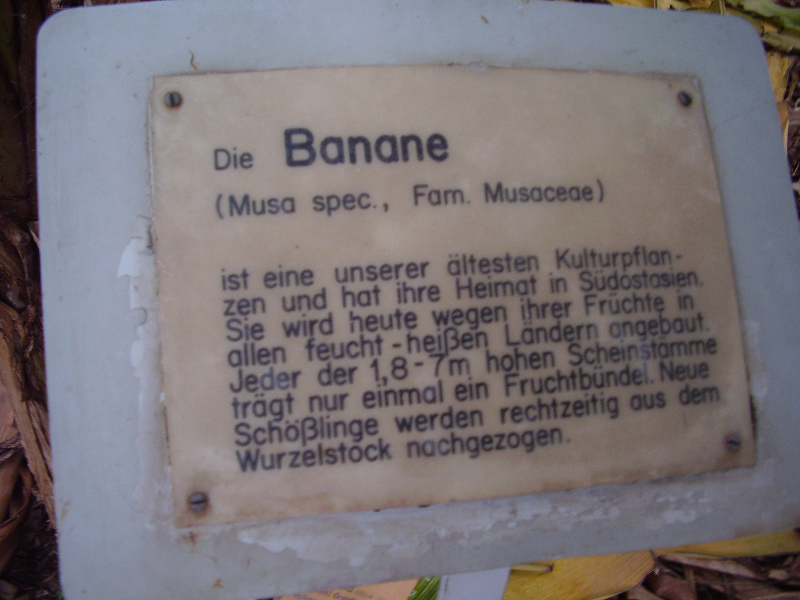 Die Banane
(Musa spec., Fam. Musaceae)
ist eine unserer ältesten Kulturpflan-
zen und hat ihre Heimat in Südostasien.
Sie wird heute wegen ihrer Früchte in
allen feucht-heißen Ländern angebaut.
Jeder der 1,8-7m hohen Scheinstämme
trägt nur einmal ein Fruchtbündel. Neue
Schößlinge werden rechtzeitig aus dem
Wurzelstock nachgezogen.